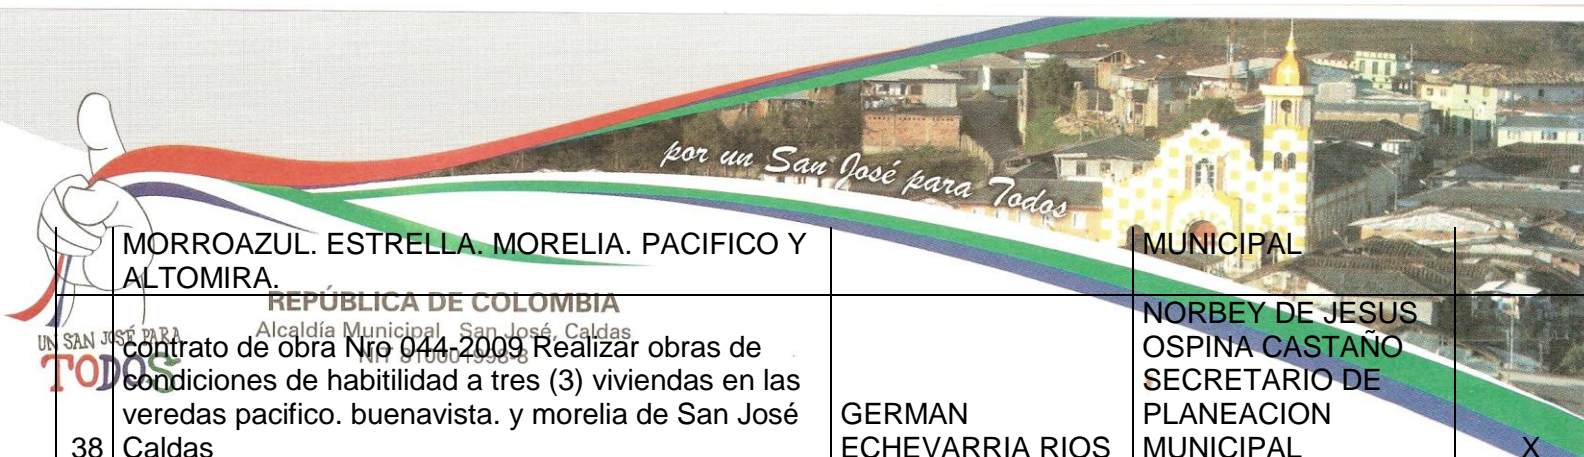 por un San José para Todos
MORROAZUL. ESTRELLA. MORELIA. PACIFICO Y
ALTOMIRA.
MUNICIPAL
REPÚBLICA DE COLOMBIA
Alcaldía Municipal San José, Caldas
UN SAN JOSÉ PARA
TODOS
38
contrato de obra Nro 044-2009 Realizar obras de
condiciones de habitilidad a tres (3) viviendas en las
veredas pacifico. buenavista. y morelia de San José
Caldas
GERMAN
ECHEVARRIA RIOS
NORBEY DE JESUS
OSPINA CASTAÑO
SECRETARIO DE
PLANEACION
MUNICIPAL
X